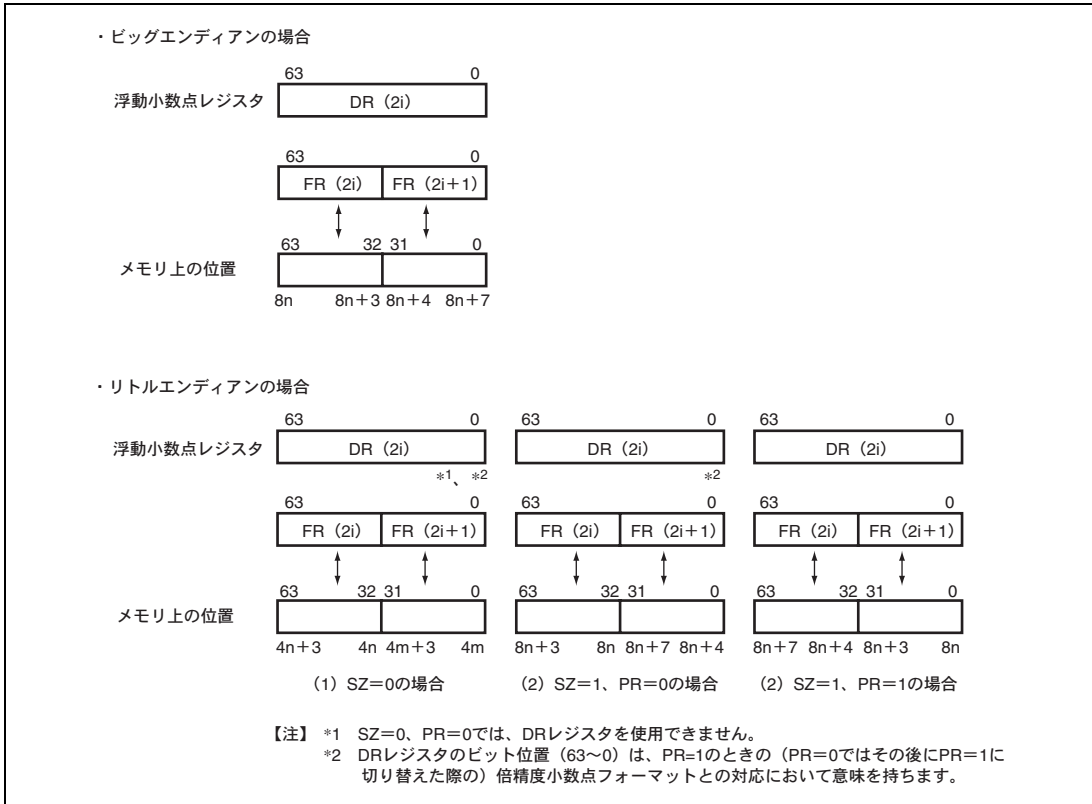 ・ビッグエンディアンの場合
63 0
浮動小数点レジスタ DR（2i）
63 0
FR（2i） FR（2i＋1）
63 32 31 0
メモリ上の位置
8n 8n＋3 8n＋4 8n＋7
・リトルエンディアンの場合
63 0 63 0 63 0
浮動小数点レジスタ DR（2i） DR（2i） DR（2i）
*1、*2 *2
63 0 63 0 63 0
FR（2i） FR（2i＋1） FR（2i） FR（2i＋1） FR（2i） FR（2i＋1）
63 32 31 0 63 32 31 0 63 32 31 0
メモリ上の位置
4n＋3 4n 4m＋3 4m 8n＋3 8n 8n＋7 8n＋4 8n＋7 8n＋4 8n＋3 8n
（1）SZ＝0の場合 （2）SZ＝1、PR＝0の場合 （2）SZ＝1、PR＝1の場合
【注】 *1 SZ＝0、PR＝0では、DRレジスタを使用できません。
*2 DRレジスタのビット位置（63～0）は、PR=1のときの（PR＝0ではその後にPR＝1に
切り替えた際の）倍精度小数点フォーマットとの対応において意味を持ちます。